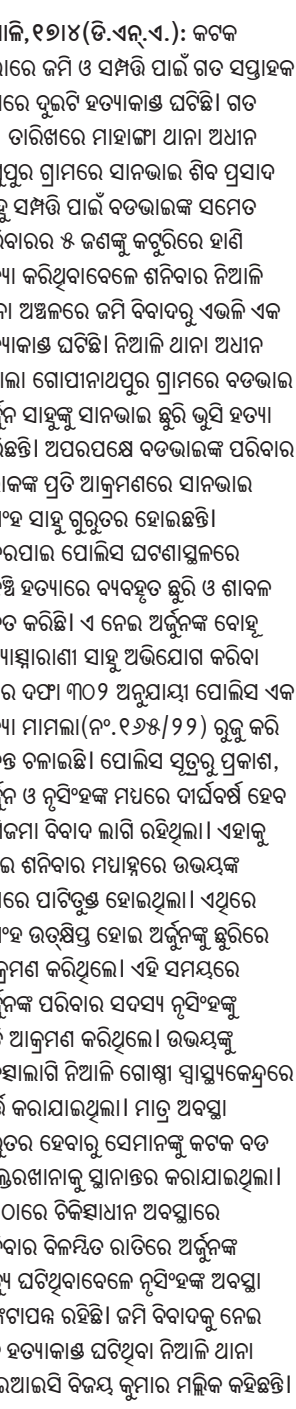 ଆଳି,୧୭।୪(ଡି.ଏନ୍.ଏ.): କଟକ
ାରେ ଜମି ଓ ସମ୍ପତ୍ତି ପାଇଁ ଗତ ସପ୍ତାହକ
ରେ ଦୁଇଟି ହତ୍ୟାକାଣ୍ଡ ଘଟିଛି। ଗତ
ତାରିଖରେ ମାହାଙ୍ଗା ଥାନା ଅଧୀନ
ପୁର ଗ୍ରାମରେ ସାନଭାଇ ଶିବ ପ୍ରସାଦ
ହୁ ସମ୍ପତ୍ତି ପାଇଁ ବଡଭାଇଙ୍କ ସମେତ
ିବାରର ୫ ଜଣଙ୍କୁ କଟୁରିରେ ହାଣି
ତ୍ୟା କରିଥିବାବେଳେ ଶନିବାର ନିଆଳି
ନା ଅଞ୍ଚଳରେ ଜମି ବିବାଦରୁ ଏଭଳି ଏକ
ତ୍ୟାକାଣ୍ଡ ଘଟିଛି। ନିଆଳି ଥାନା ଅଧୀନ
ାଲା ଗୋପୀନାଥପୁର ଗ୍ରାମରେ ବଡଭାଇ
ର୍ଜୁନ ସାହୁଙ୍କୁ ସାନଭାଇ ଛୁରି ଭୁସି ହତ୍ୟା
ିଛନ୍ତି। ଅପରପକ୍ଷେ ବଡଭାଇଙ୍କ ପରିବାର
ାକଙ୍କ ପ୍ରତି ଆକ୍ରମଣରେ ସାନଭାଇ
ିଂହ ସାହୁ ଗୁରୁତର ହୋଇଛନ୍ତି।
ରପାଇ ପୋଲିସ ଘଟଣାସ୍ଥଳରେ
ଞ୍ଚି ହତ୍ୟାରେ ବ୍ୟବହୃତ ଛୁରି ଓ ଶାବଳ
ତ କରିଛି। ଏ ନେଇ ଅର୍ଜୁନଙ୍କ ବୋହୂ
୍ୟୋସ୍ନାରାଣୀ ସାହୁ ଅଭିଯୋଗ କରିବା
ର ଦଫା ୩୦୨ ଅନୁଯାୟୀ ପୋଲିସ ଏକ
ତ୍ୟା ମାମଲା(ନଂ.୧୬୫/୨୨) ରୁଜୁ କରି
ନ୍ତ ଚଳାଇଛି। ପୋଲିସ ସୂତ୍ରରୁ ପ୍ରକାଶ,
ର୍ଜୁନ ଓ ନୃସିଂହଙ୍କ ମଧ୍ୟରେ ଦୀର୍ଘବର୍ଷ ହେବ
ିଜମା ବିବାଦ ଲାଗି ରହିଥିଲା। ଏହାକୁ
ଇ ଶନିବାର ମଧ୍ୟାହ୍ନରେ ଉଭୟଙ୍କ
୍ୟରେ ପାଟିତୁଣ୍ଡ ହୋଇଥିଲା। ଏଥିରେ
ିଂହ ଉତ୍‌କ୍ଷିପ୍ତ ହୋଇ ଅର୍ଜୁନଙ୍କୁ ଛୁରିରେ
କ୍ରମଣ କରିଥିଲେ। ଏହି ସମୟରେ
ର୍ଜୁନଙ୍କ ପରିବାର ସଦସ୍ୟ ନୃସିଂହଙ୍କୁ
ଆକ୍ରମଣ କରିଥିଲେ। ଉଭୟଙ୍କୁ
କିତ୍ସାଲାଗି ନିଆଳି ଗୋଷ୍ଠୀ ସ୍ୱାସ୍ଥ୍ୟକେନ୍ଦ୍ରରେ
ର୍ତ୍ତି କରାଯାଇଥିଲା। ମାତ୍ର ଅବସ୍ଥା
ରୁତର ହେବାରୁ ସେମାନଙ୍କୁ କଟକ ବଡ
କ୍ତରଖାନାକୁ ସ୍ଥାନାନ୍ତର କରାଯାଇଥିଲା।
ଠାରେ ଚିକିତ୍ସାଧୀନ ଅବସ୍ଥାରେ
ିବାର ବିଳମ୍ବିତ ରାତିରେ ଅର୍ଜୁନଙ୍କ
ତ୍ୟୁ ଘଟିଥିବାବେଳେ ନୃସିଂହଙ୍କ ଅବସ୍ଥା
ଙ୍କଟାପନ୍ନ ରହିଛି। ଜମି ବିବାଦକୁ ନେଇ
ହତ୍ୟାକାଣ୍ଡ ଘଟିଥିବା ନିଆଳି ଥାନା
ଇଆଇସି ବିଜୟ କୁମାର ମଲ୍ଲିକ କହିଛନ୍ତି।